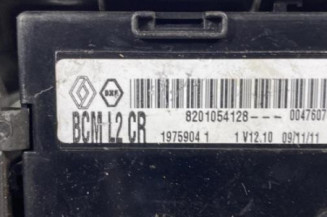 8201054128--- 0047607
BCM L2 CR
1975904 1 1 V12.10 09/11/11